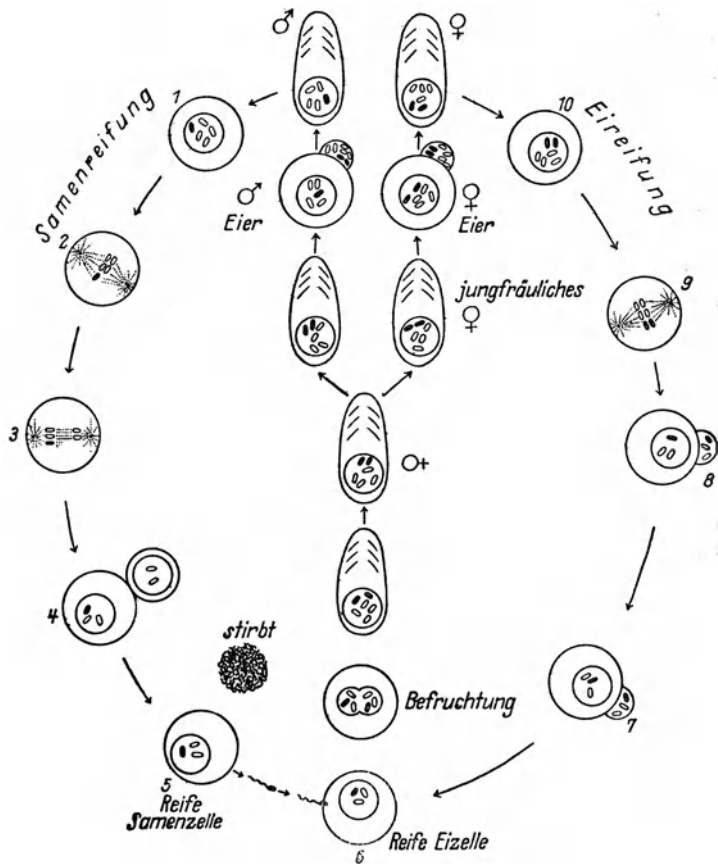 ♂
♀
1
10
Samenreifung
Eireifung
♂
Eier
♀
Eier
2
jungfräuliches
♀
9
3
♀
8
4
stirbt
Befruchtung
7
5
Reife
Samenzelle
6
Reife Eizelle